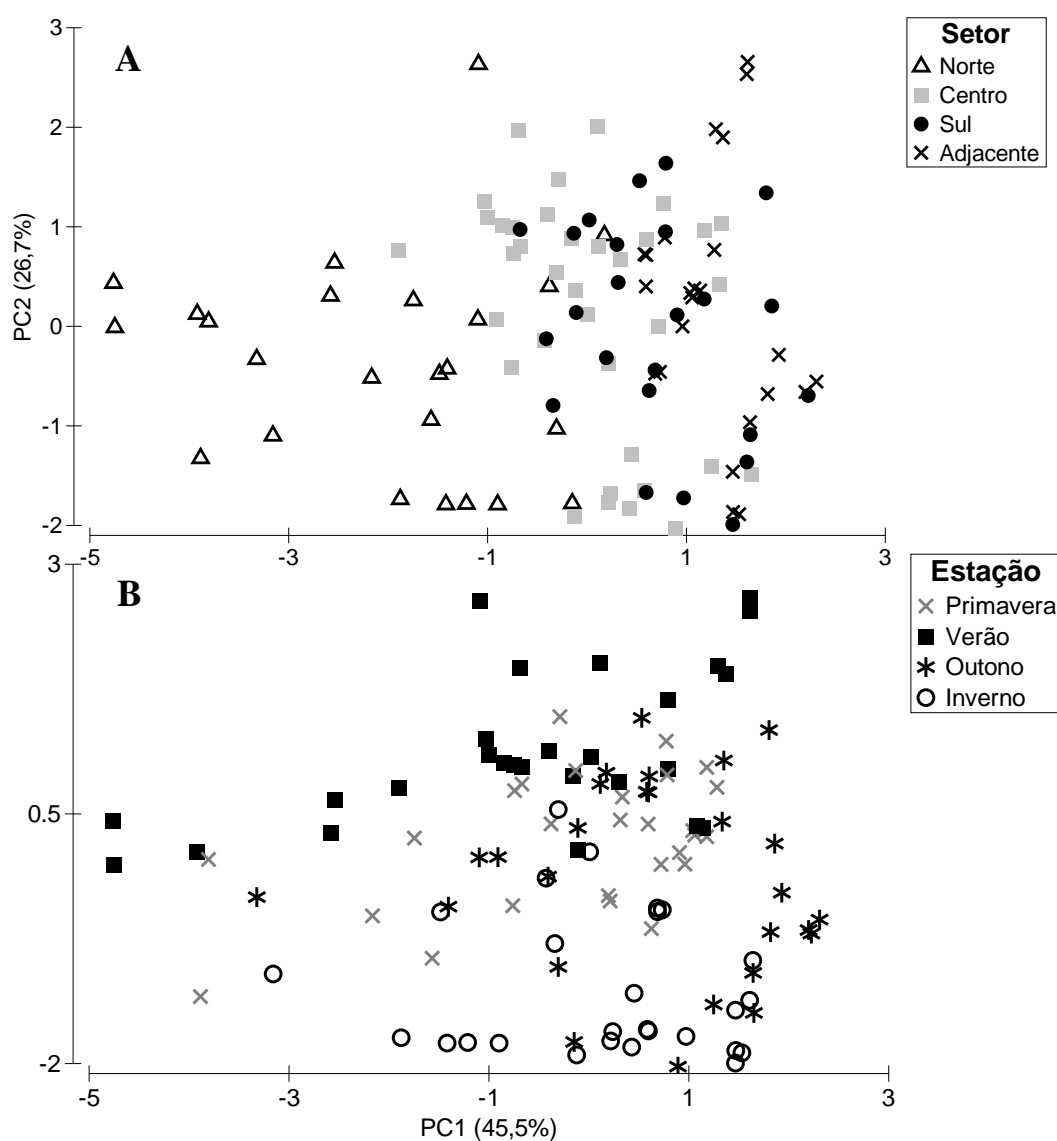 A
3
2
1
0
-1
-2
PC2 (26,7%)
-5
-3
-1
1
3
Setor
Norte
Centro
Sul
Adjacente
B
3
0.5
-2
-5
-3
-1
1
3
PC1 (45,5%)
Estação
Primavera
Verão
Outono
Inverno